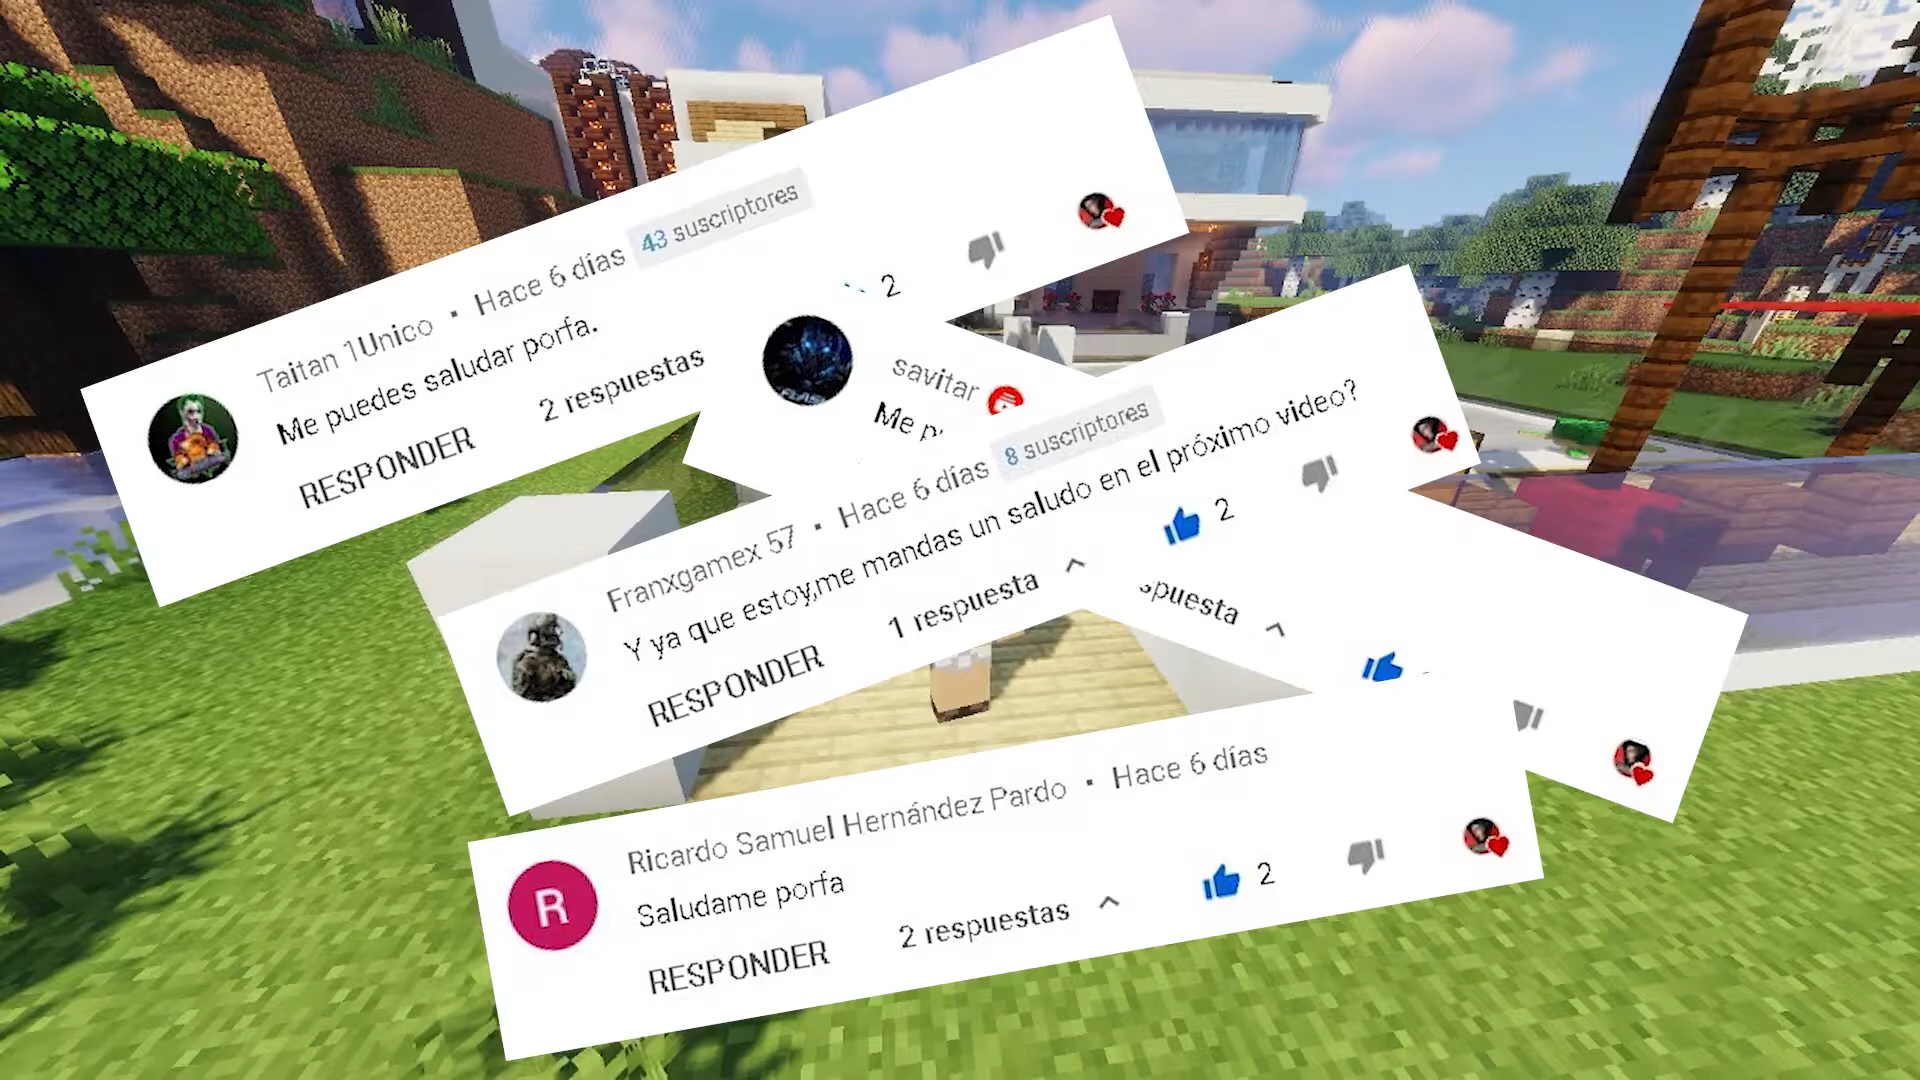 Taitan 1Unico · Hace 6 días 43 suscriptores
Me puedes saludar porfa.
RESPONDER 2 respuestas
2
savitar
Me
Franxgamex 57 · Hace 6 días 8 suscriptores
Y ya que estoy,me mandas un saludo en el próximo video?
RESPONDER 1 respuesta
2
Ricardo Samuel Hernández Pardo · Hace 6 días
Saludame porfa
RESPONDER 2 respuestas
2
R